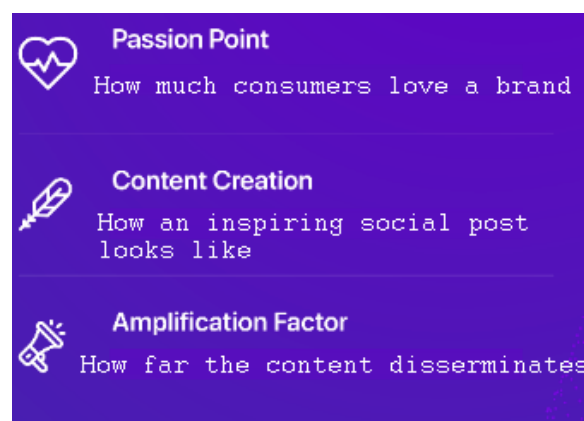 Passion Point
How much consumers love a brand
Content Creation
How an inspiring social post
looks like
Amplification Factor
How far the content disserminates